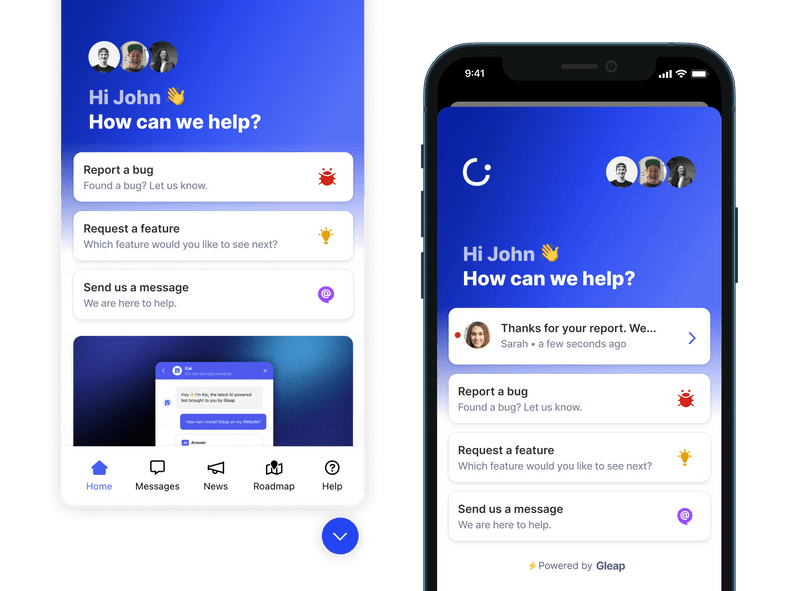 Hi John 👋
How can we help?
Report a bug
Found a bug? Let us know.
Request a feature
Which feature would you like to see next?
Send us a message
We are here to help.
Kai
Our bot will reply instantly.
Hey 👋 I'm Kai, the latest AI-powered
bot brought to you by Gleap.
How can I install Gleap on my Website?
AI Answer
Home
Messages
News
Roadmap
Help
9:41
Hi John 👋
How can we help?
Thanks for your report. We...
Sarah • a few seconds ago
Report a bug
Found a bug? Let us know.
Request a feature
Which feature would you like to see next?
Send us a message
We are here to help.
⚡Powered by Gleap